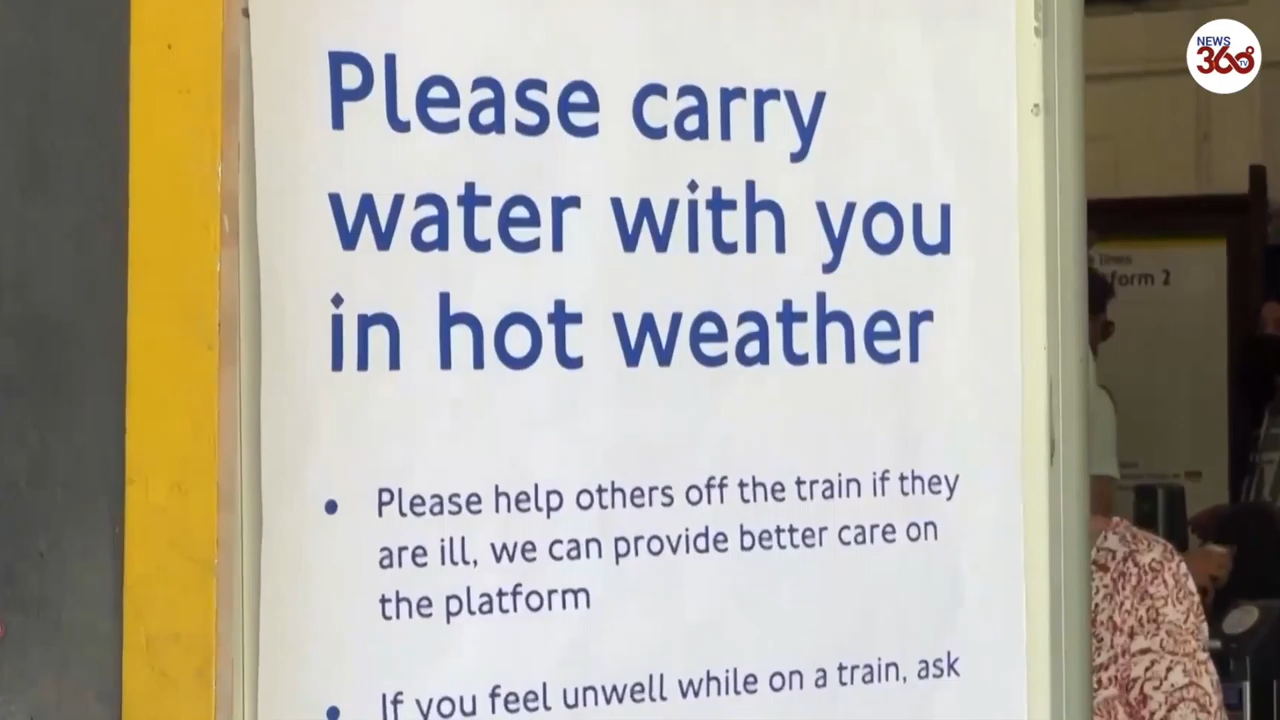 Please carry
water with you
in hot weather
• Please help others off the train if they
are ill, we can provide better care on
the platform
• If you feel unwell while on a train, ask
NEWS
360
TV
lines
form 2